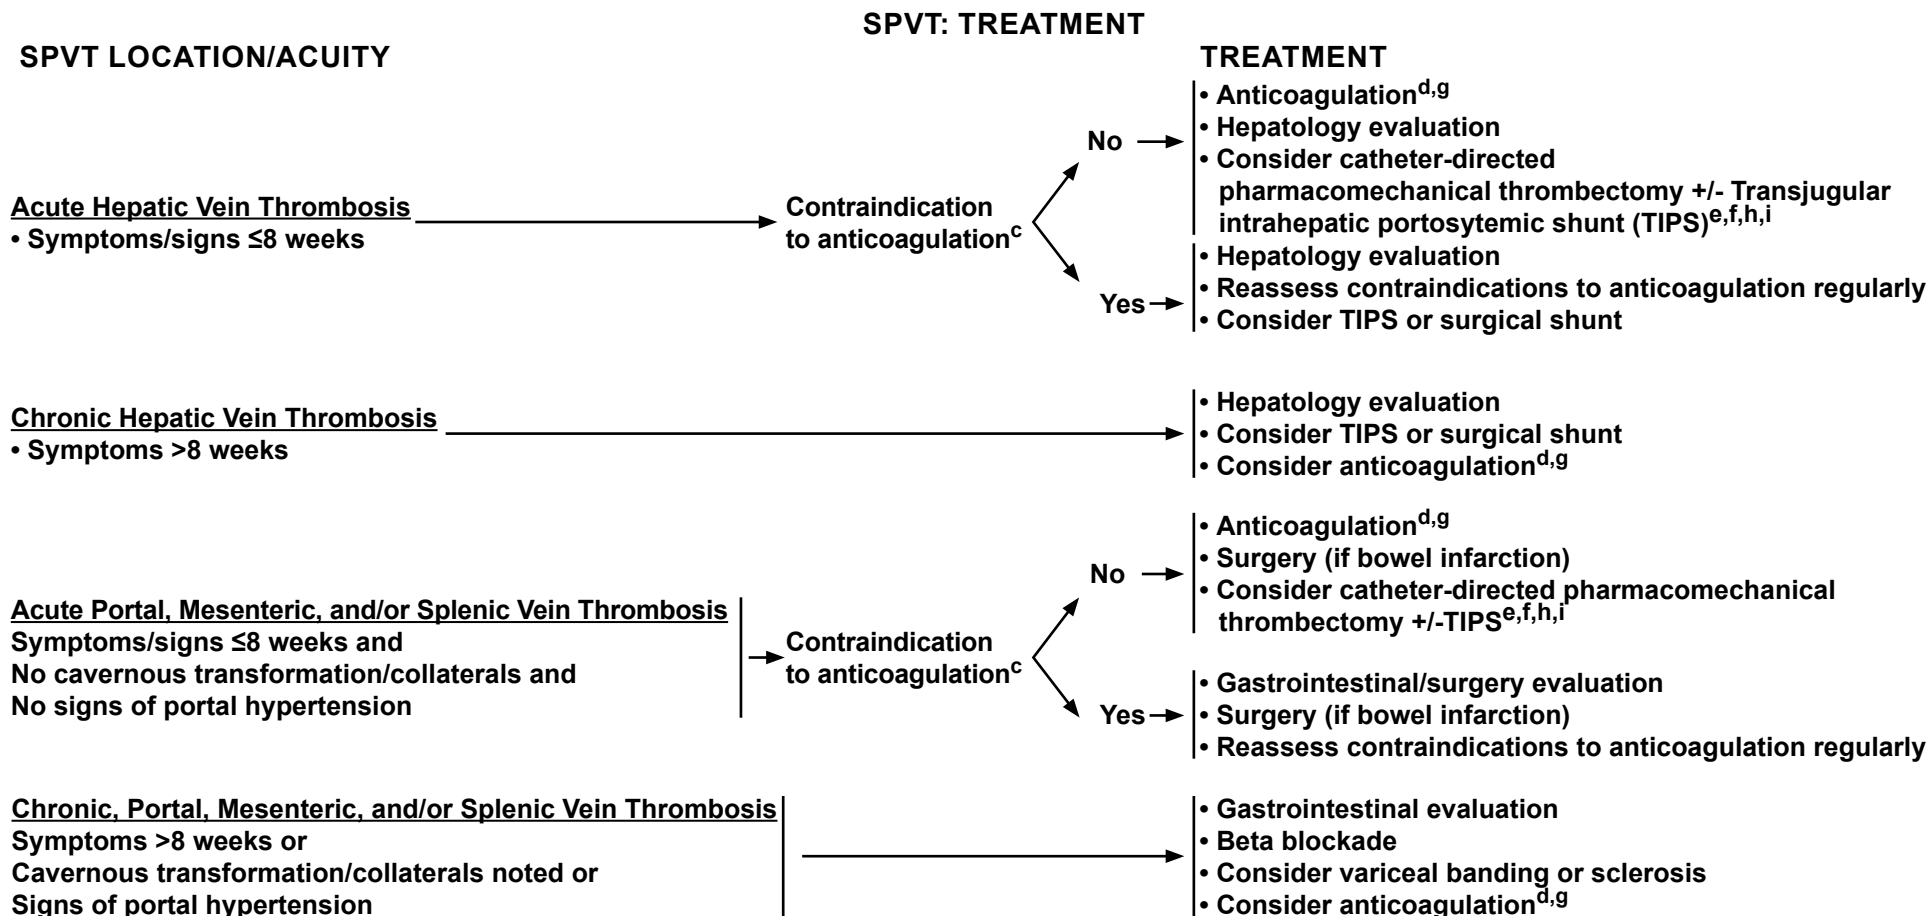 SPVT: TREATMENT
SPVT LOCATION/ACUITY
TREATMENT
Acute Hepatic Vein Thrombosis
• Symptoms/signs ≤8 weeks
Contraindication
to anticoagulationc
No
• Anticoagulationd,g
• Hepatology evaluation
• Consider catheter-directed
pharmacomechanical thrombectomy +/- Transjugular
intrahepatic portosytemic shunt (TIPS)e,f,h,i
Yes
• Hepatology evaluation
• Reassess contraindications to anticoagulation regularly
• Consider TIPS or surgical shunt
Chronic Hepatic Vein Thrombosis
• Symptoms >8 weeks
• Hepatology evaluation
• Consider TIPS or surgical shunt
• Consider anticoagulationd,g
Acute Portal, Mesenteric, and/or Splenic Vein Thrombosis
Symptoms/signs ≤8 weeks and
No cavernous transformation/collaterals and
No signs of portal hypertension
Contraindication
to anticoagulationc
No
• Anticoagulationd,g
• Surgery (if bowel infarction)
• Consider catheter-directed pharmacomechanical
thrombectomy +/-TIPSe,f,h,i
Yes
• Gastrointestinal/surgery evaluation
• Surgery (if bowel infarction)
• Reassess contraindications to anticoagulation regularly
Chronic, Portal, Mesenteric, and/or Splenic Vein Thrombosis
Symptoms >8 weeks or
Cavernous transformation/collaterals noted or
Signs of portal hypertension
• Gastrointestinal evaluation
• Beta blockade
• Consider variceal banding or sclerosis
• Consider anticoagulationd,g